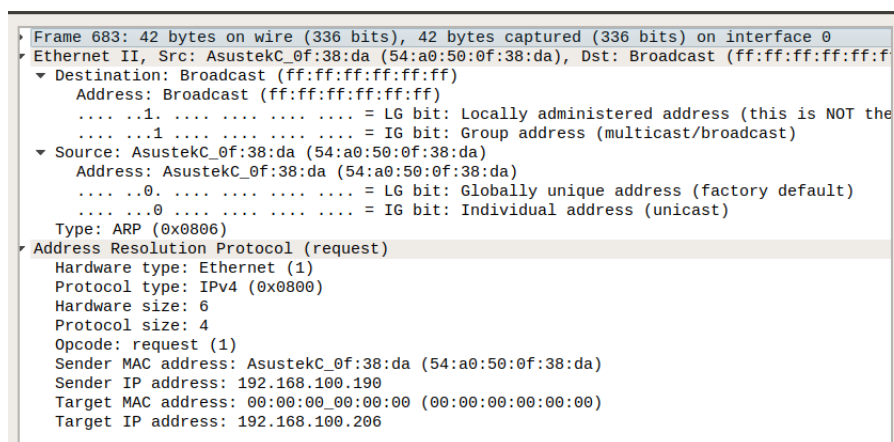 Frame 683: 42 bytes on wire (336 bits), 42 bytes captured (336 bits) on interface 0
Ethernet II, Src: AsustekC_0f:38:da (54:a0:50:0f:38:da), Dst: Broadcast (ff:ff:ff:ff:ff:f
Destination: Broadcast (ff:ff:ff:ff:ff:ff)
Address: Broadcast (ff:ff:ff:ff:ff:ff)
.... ..1. .... .... .... .... = LG bit: Locally administered address (this is NOT the
.... ...1 .... .... .... .... = IG bit: Group address (multicast/broadcast)
Source: AsustekC_0f:38:da (54:a0:50:0f:38:da)
Address: AsustekC_0f:38:da (54:a0:50:0f:38:da)
.... ..0. .... .... .... .... = LG bit: Globally unique address (factory default)
.... ...0 .... .... .... .... = IG bit: Individual address (unicast)
Type: ARP (0x0806)
Address Resolution Protocol (request)
Hardware type: Ethernet (1)
Protocol type: IPv4 (0x0800)
Hardware size: 6
Protocol size: 4
Opcode: request (1)
Sender MAC address: AsustekC_0f:38:da (54:a0:50:0f:38:da)
Sender IP address: 192.168.100.190
Target MAC address: 00:00:00_00:00:00 (00:00:00:00:00:00)
Target IP address: 192.168.100.206